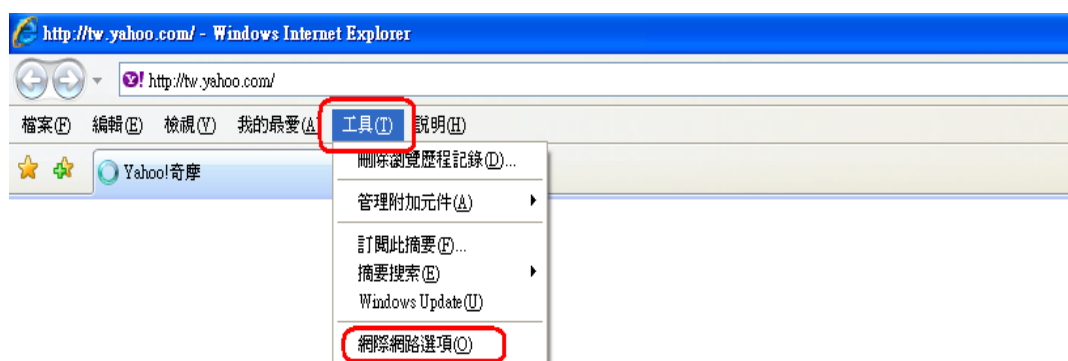 http://tw.yahoo.com/ - Windows Internet Explorer
http://tw.yahoo.com/
檔案(F) 編輯(E) 檢視(V) 我的最愛(A) 工具(T) 說明(H)
Yahoo!奇摩
刪除瀏覽歷程記錄(D)...
管理附加元件(A)
訂閱此摘要(F)...
摘要搜索(E)
Windows Update(U)
網際網路選項(O)